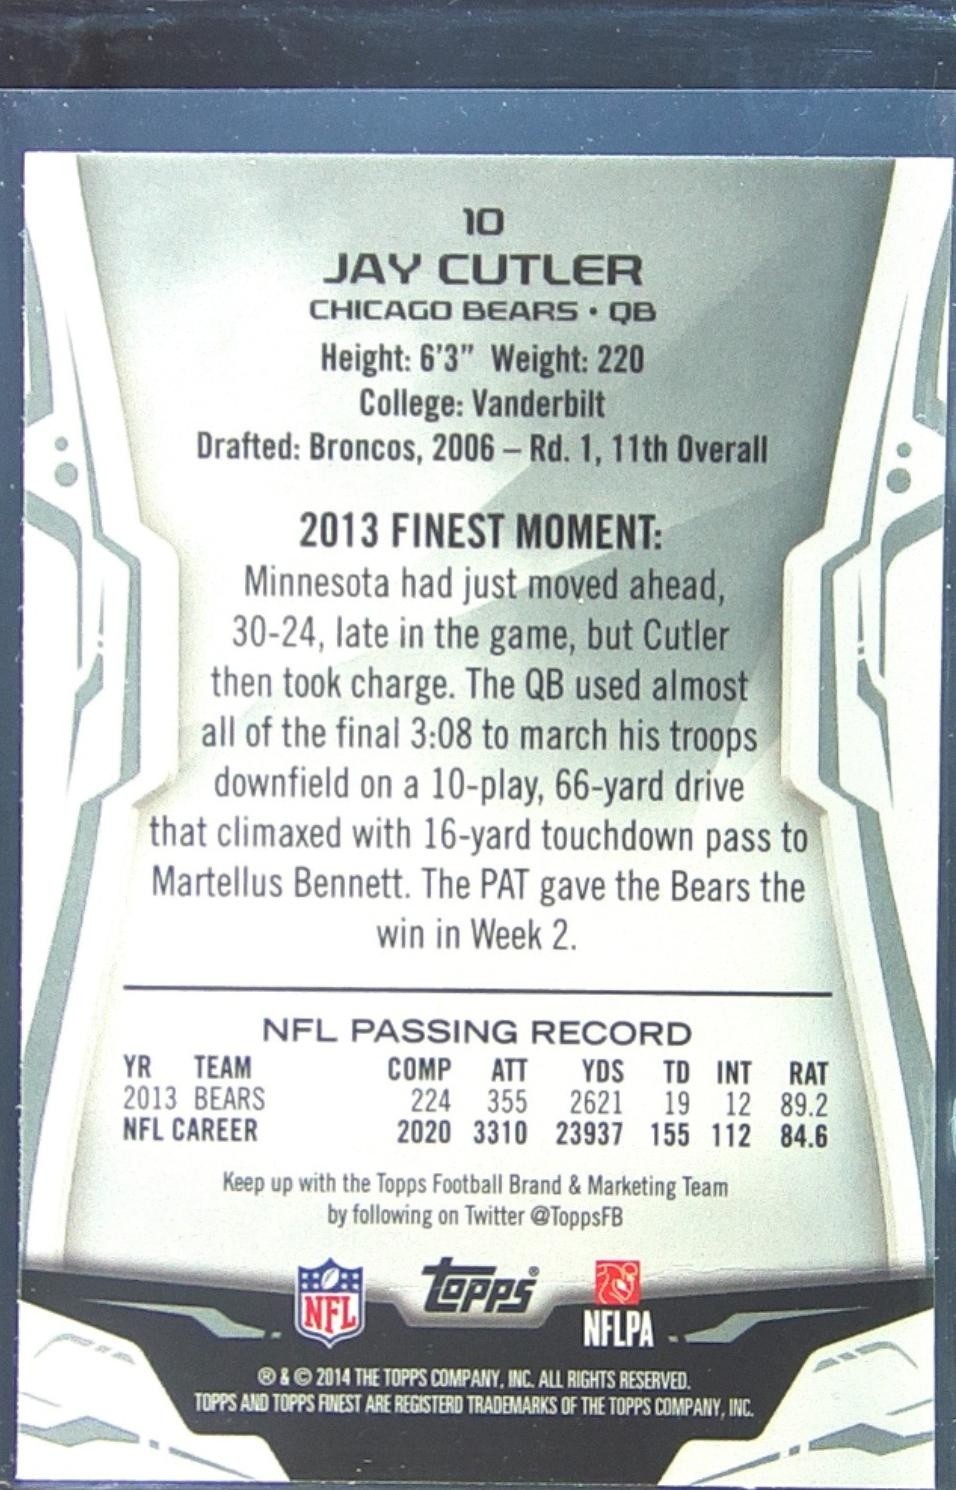 10
JAY CUTLER
CHICAGO BEARS • QB
Height: 6'3" Weight: 220
College: Vanderbilt
Drafted: Broncos, 2006 – Rd. 1, 11th Overall
2013 FINEST MOMENT:
Minnesota had just moved ahead,
30-24, late in the game, but Cutler
then took charge. The QB used almost
all of the final 3:08 to march his troops
downfield on a 10-play, 66-yard drive
that climaxed with 16-yard touchdown pass to
Martellus Bennett. The PAT gave the Bears the
win in Week 2.
NFL PASSING RECORD
YR TEAM COMP ATT YDS TD INT RAT
2013 BEARS 224 355 2621 19 12 89.2
NFL CAREER 2020 3310 23937 155 112 84.6
Keep up with the Topps Football Brand & Marketing Team
by following on Twitter @ToppsFB
NFL topps® NFLPA
® & © 2014 THE TOPPS COMPANY, INC. ALL RIGHTS RESERVED.
TOPPS AND TOPPS FINEST ARE REGISTERD TRADEMARKS OF THE TOPPS COMPANY, INC.